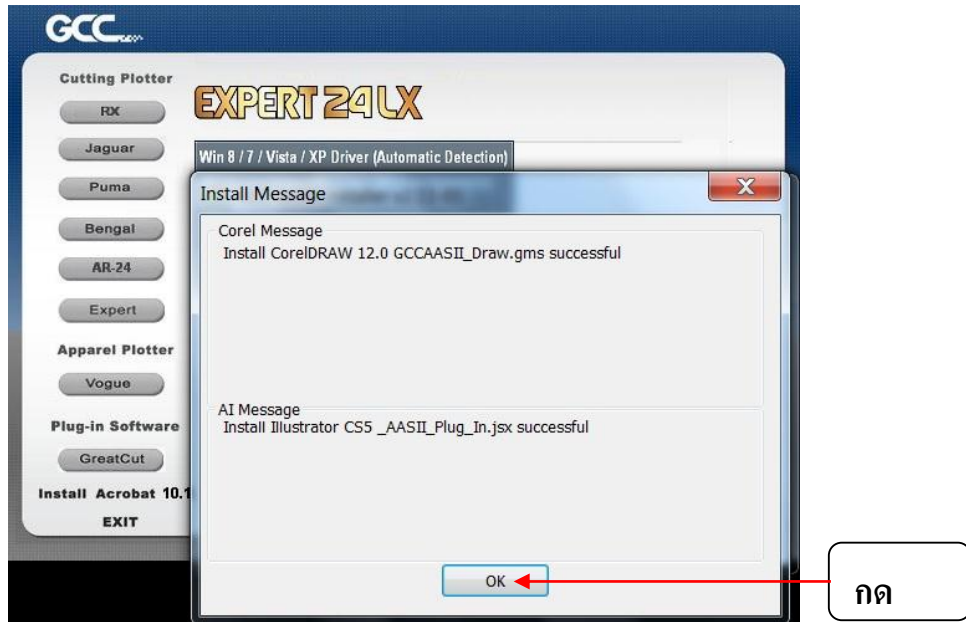 GCC
Cutting Plotter
RX
Jaguar
Puma
Bengal
AR-24
Expert
Apparel Plotter
Vogue
Plug-in Software
GreatCut
Install Acrobat 10.1
EXIT
EXPERT 24 LX
Win 8 / 7 / Vista / XP Driver (Automatic Detection)
Install Message
X
Corel Message
Install CorelDRAW 12.0 GCCAASII_Draw.gms successful
AI Message
Install Illustrator CS5 _AASII_Plug_In.jsx successful
OK
กด